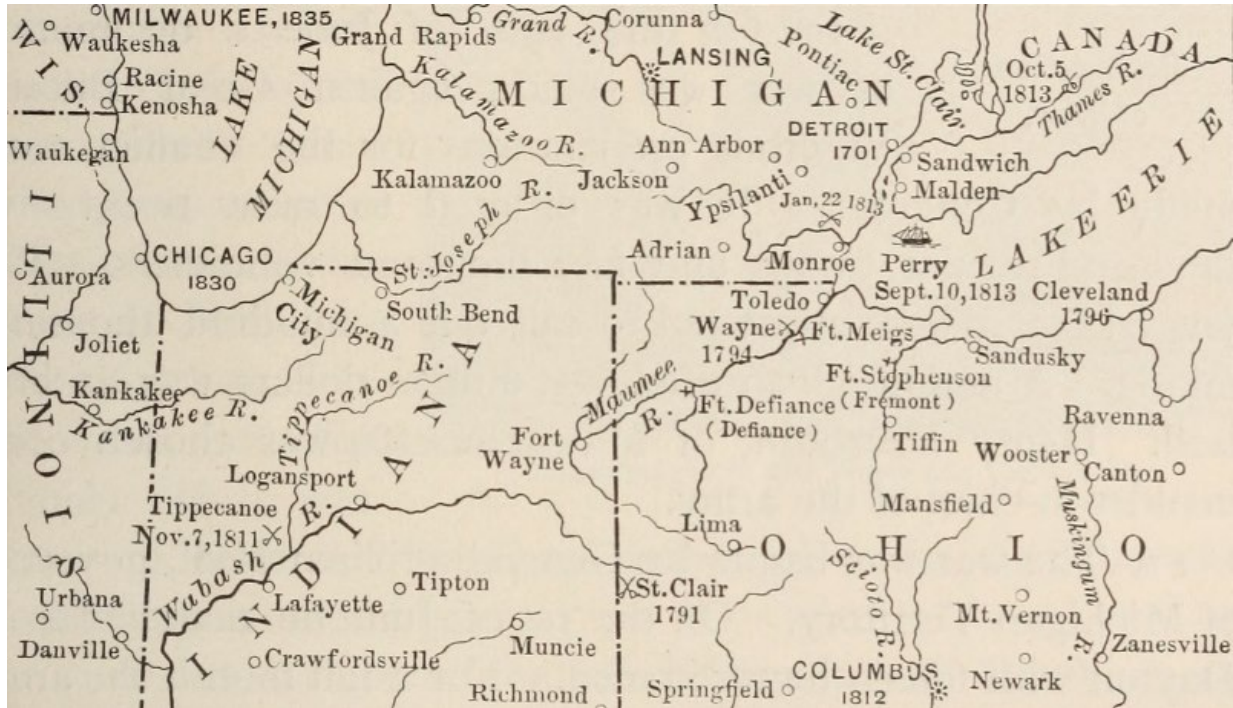 MILWAUKEE, 1835
Waukesha
WIS.
Racine
Kenosha
Waukegan
LAKE MICHIGAN
Grand Rapids
Grand R.
Corunna
LANSING
Pontiac
Lake St. Clair
CANADA
Oct. 5
1813
Thames R.
MICHIGAN
Kalamazoo R.
DETROIT
1701
Ann Arbor
Sandwich
Kalamazoo
Jackson
Ypsilanti
Malden
Jan, 22 1813
St. Joseph R.
Adrian
Monroe
Perry
Sept. 10, 1813
LAKE ERIE
CHICAGO
1830
Aurora
Michigan
City
South Bend
Toledo
Cleveland
1796
Wayne
1794
Ft. Meigs
Sandusky
Joliet
ILLINOIS
Kankakee
Kankakee R.
Tippecanoe R.
Maumee R.
Ft. Stephenson
(Fremont)
Ft. Defiance
(Defiance)
Ravenna
Fort
Wayne
Tiffin
Wooster
Canton
Logansport
Tippecanoe
Nov. 7, 1811
Mansfield
Lima
INDIANA
OHIO
Muskingum R.
Wabash R.
Scioto R.
Urbana
Lafayette
Tipton
St. Clair
1791
Mt. Vernon
Danville
Crawfordsville
Muncie
Zanesville
Richmond
Springfield
COLUMBUS
1812
Newark